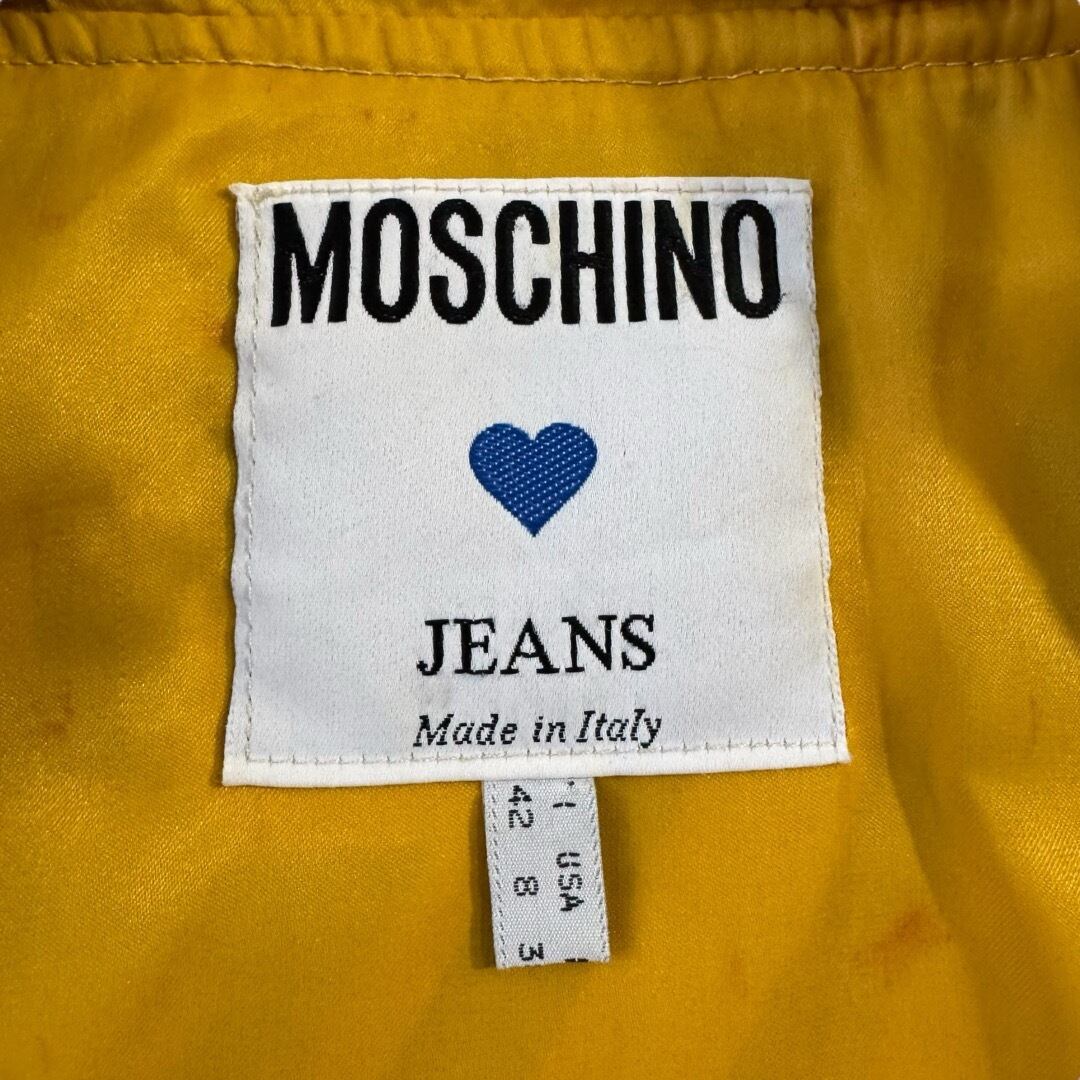 MOSCHINO
JEANS
Made in Italy
USA
42 8 3